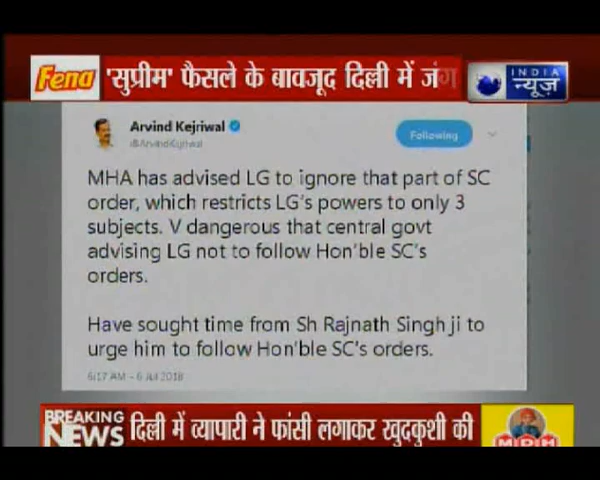 Fena
'सुप्रीम' फैसले के बावजूद दिल्ली में जंग
INDIA
न्यूज़
Arvind Kejriwal
@ArvindKejriwal
Following
MHA has advised LG to ignore that part of SC
order, which restricts LG's powers to only 3
subjects. V dangerous that central govt
advising LG not to follow Hon'ble SC's
orders.
Have sought time from Sh Rajnath Singh ji to
urge him to follow Hon'ble SC's orders.
6:17 AM - 6 Jul 2018
BREAKING
NEWS
दिल्ली में व्यापारी ने फांसी लगाकर खुदकुशी की
MDH